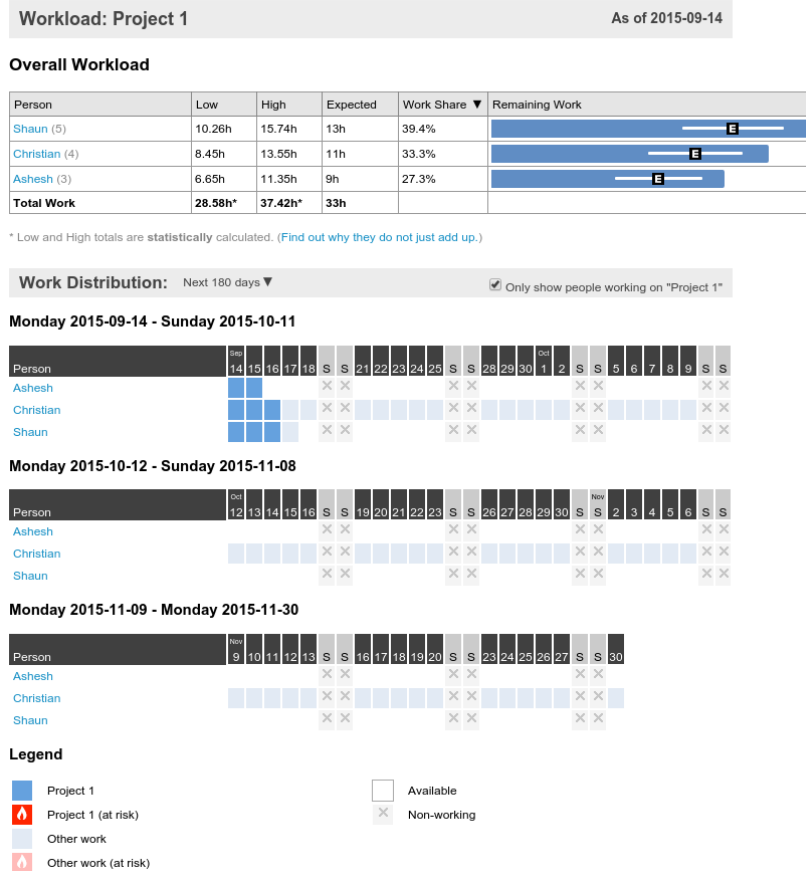 Workload: Project 1 As of 2015-09-14
Overall Workload
Person Low High Expected Work Share ▼ Remaining Work
Shaun (5) 10.26h 15.74h 13h 39.4% E
Christian (4) 8.45h 13.55h 11h 33.3% E
Ashesh (3) 6.65h 11.35h 9h 27.3% E
Total Work 28.58h* 37.42h* 33h
* Low and High totals are statistically calculated. (Find out why they do not just add up.)
Work Distribution: Next 180 days ▼ Only show people working on "Project 1"
Monday 2015-09-14 - Sunday 2015-10-11
Sep Oct
Person 14 15 16 17 18 S S 21 22 23 24 25 S S 28 29 30 1 2 S S 5 6 7 8 9 S S
Ashesh
Christian
Shaun
Monday 2015-10-12 - Sunday 2015-11-08
Oct Nov
Person 12 13 14 15 16 S S 19 20 21 22 23 S S 26 27 28 29 30 S S 2 3 4 5 6 S S
Ashesh
Christian
Shaun
Monday 2015-11-09 - Monday 2015-11-30
Nov
Person 9 10 11 12 13 S S 16 17 18 19 20 S S 23 24 25 26 27 S S 30
Ashesh
Christian
Shaun
Legend
Project 1 Available
Project 1 (at risk) Non-working
Other work
Other work (at risk)